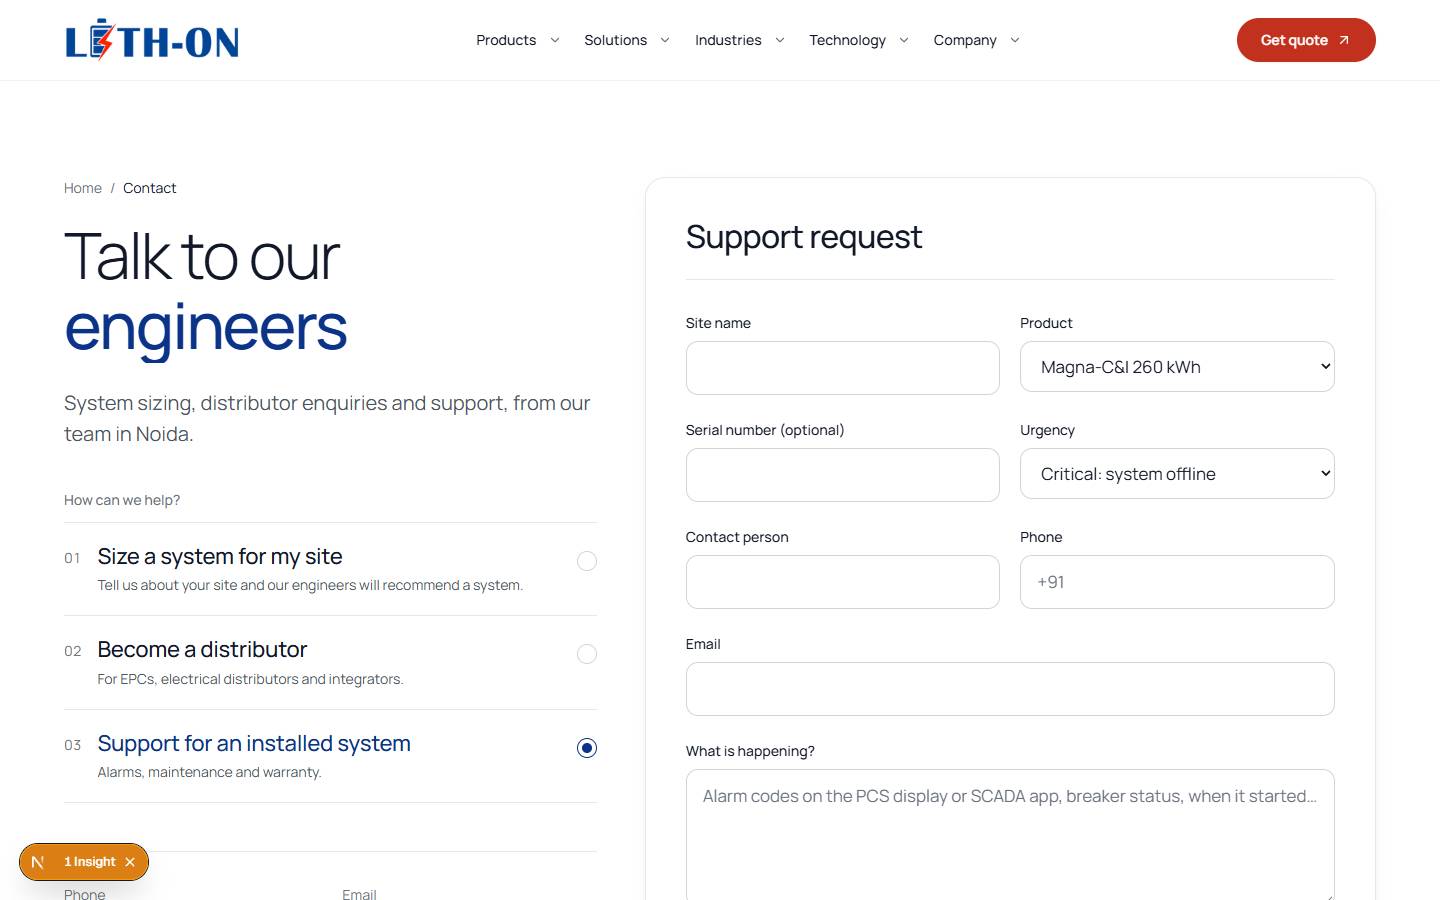 LITH-ON
Products
Solutions
Industries
Technology
Company
Get quote
Home / Contact
Talk to our
engineers
System sizing, distributor enquiries and support, from our
team in Noida.
How can we help?
01 Size a system for my site
Tell us about your site and our engineers will recommend a system.
02 Become a distributor
For EPCs, electrical distributors and integrators.
03 Support for an installed system
Alarms, maintenance and warranty.
N 1 Insight
Phone
Email
Support request
Site name
Product
Magna-C&I 260 kWh
Serial number (optional)
Urgency
Critical: system offline
Contact person
Phone
+91
Email
What is happening?
Alarm codes on the PCS display or SCADA app, breaker status, when it started...